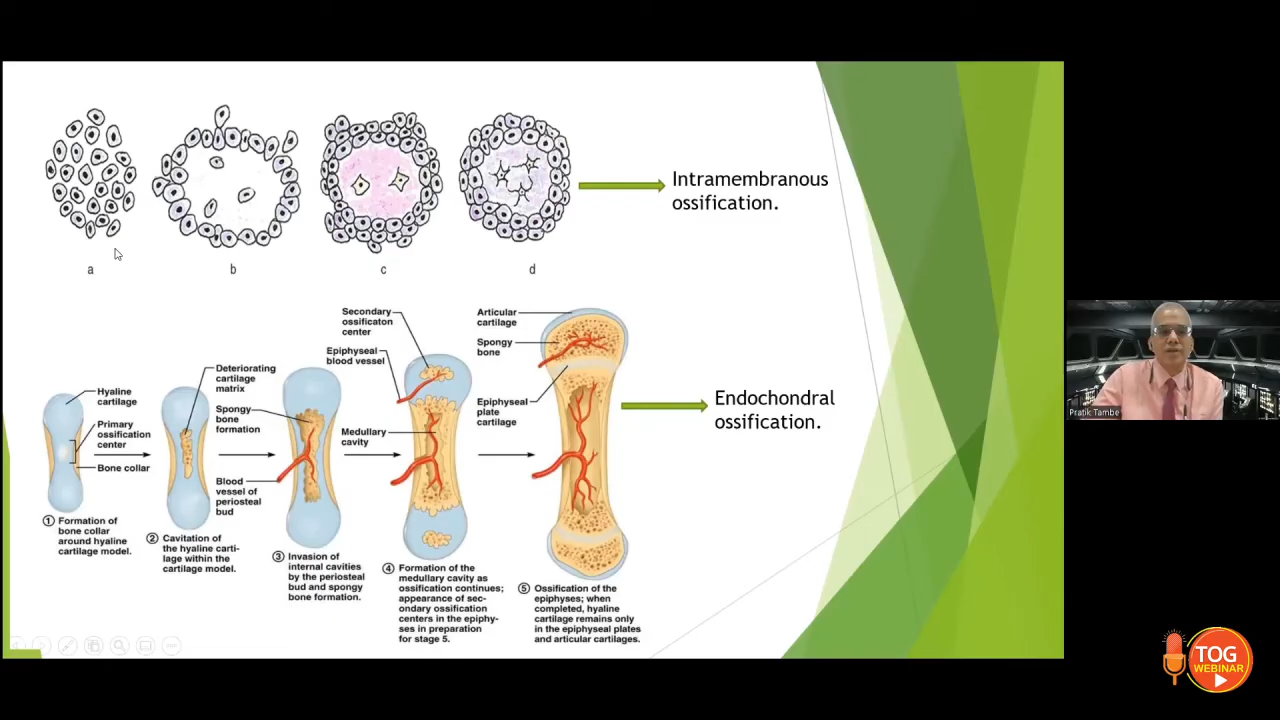 Intramembranous
ossification.
a
b
c
d
Hyaline
cartilage
Primary
ossification
center
Bone collar
① Formation of
bone collar
around hyaline
cartilage model.
Deteriorating
cartilage
matrix
Spongy
bone
formation
Blood
vessel of
periosteal
bud
② Cavitation of
the hyaline carti-
lage within the
cartilage model.
③ Invasion of
internal cavities
by the periosteal
bud and spongy
bone formation.
Secondary
ossificaton
center
Epiphyseal
blood vessel
Medullary
cavity
④ Formation of the
medullary cavity as
ossification continues;
appearance of sec-
ondary ossification
centers in the epiphy-
ses in preparation
for stage 5.
Articular
cartilage
Spongy
bone
Epiphyseal
plate
cartilage
⑤ Ossification of the
epiphyses; when
completed, hyaline
cartilage remains only
in the epiphyseal plates
and articular cartilages.
Endochondral
ossification.
Pratik Tambe
TOG
WEBINAR